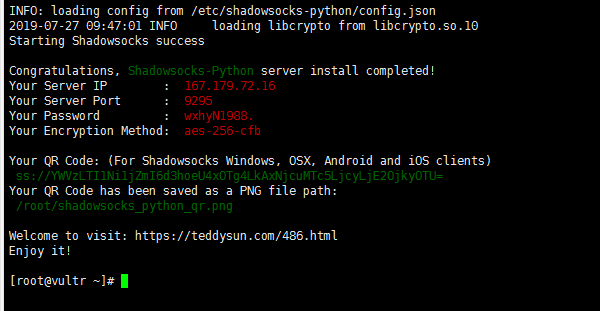 INFO: loading config from /etc/shadowsocks-python/config.json
2019-07-27 09:47:01 INFO     loading libcrypto from libcrypto.so.10
Starting Shadowsocks success
Congratulations, Shadowsocks-Python server install completed!
Your Server IP        :  167.179.72.16
Your Server Port      :  9295
Your Password         :  wxhyN1988.
Your Encryption Method:  aes-256-cfb
Your QR Code: (For Shadowsocks Windows, OSX, Android and iOS clients)
ss://YWVzLTI1Ni1jZmI6d3hoeU4xOTg4LkAxNjcuMTc5LjcyLjE2OjkyOTU=
Your QR Code has been saved as a PNG file path:
/root/shadowsocks_python_qr.png
Welcome to visit: https://teddysun.com/486.html
Enjoy it!
[root@vultr ~]#